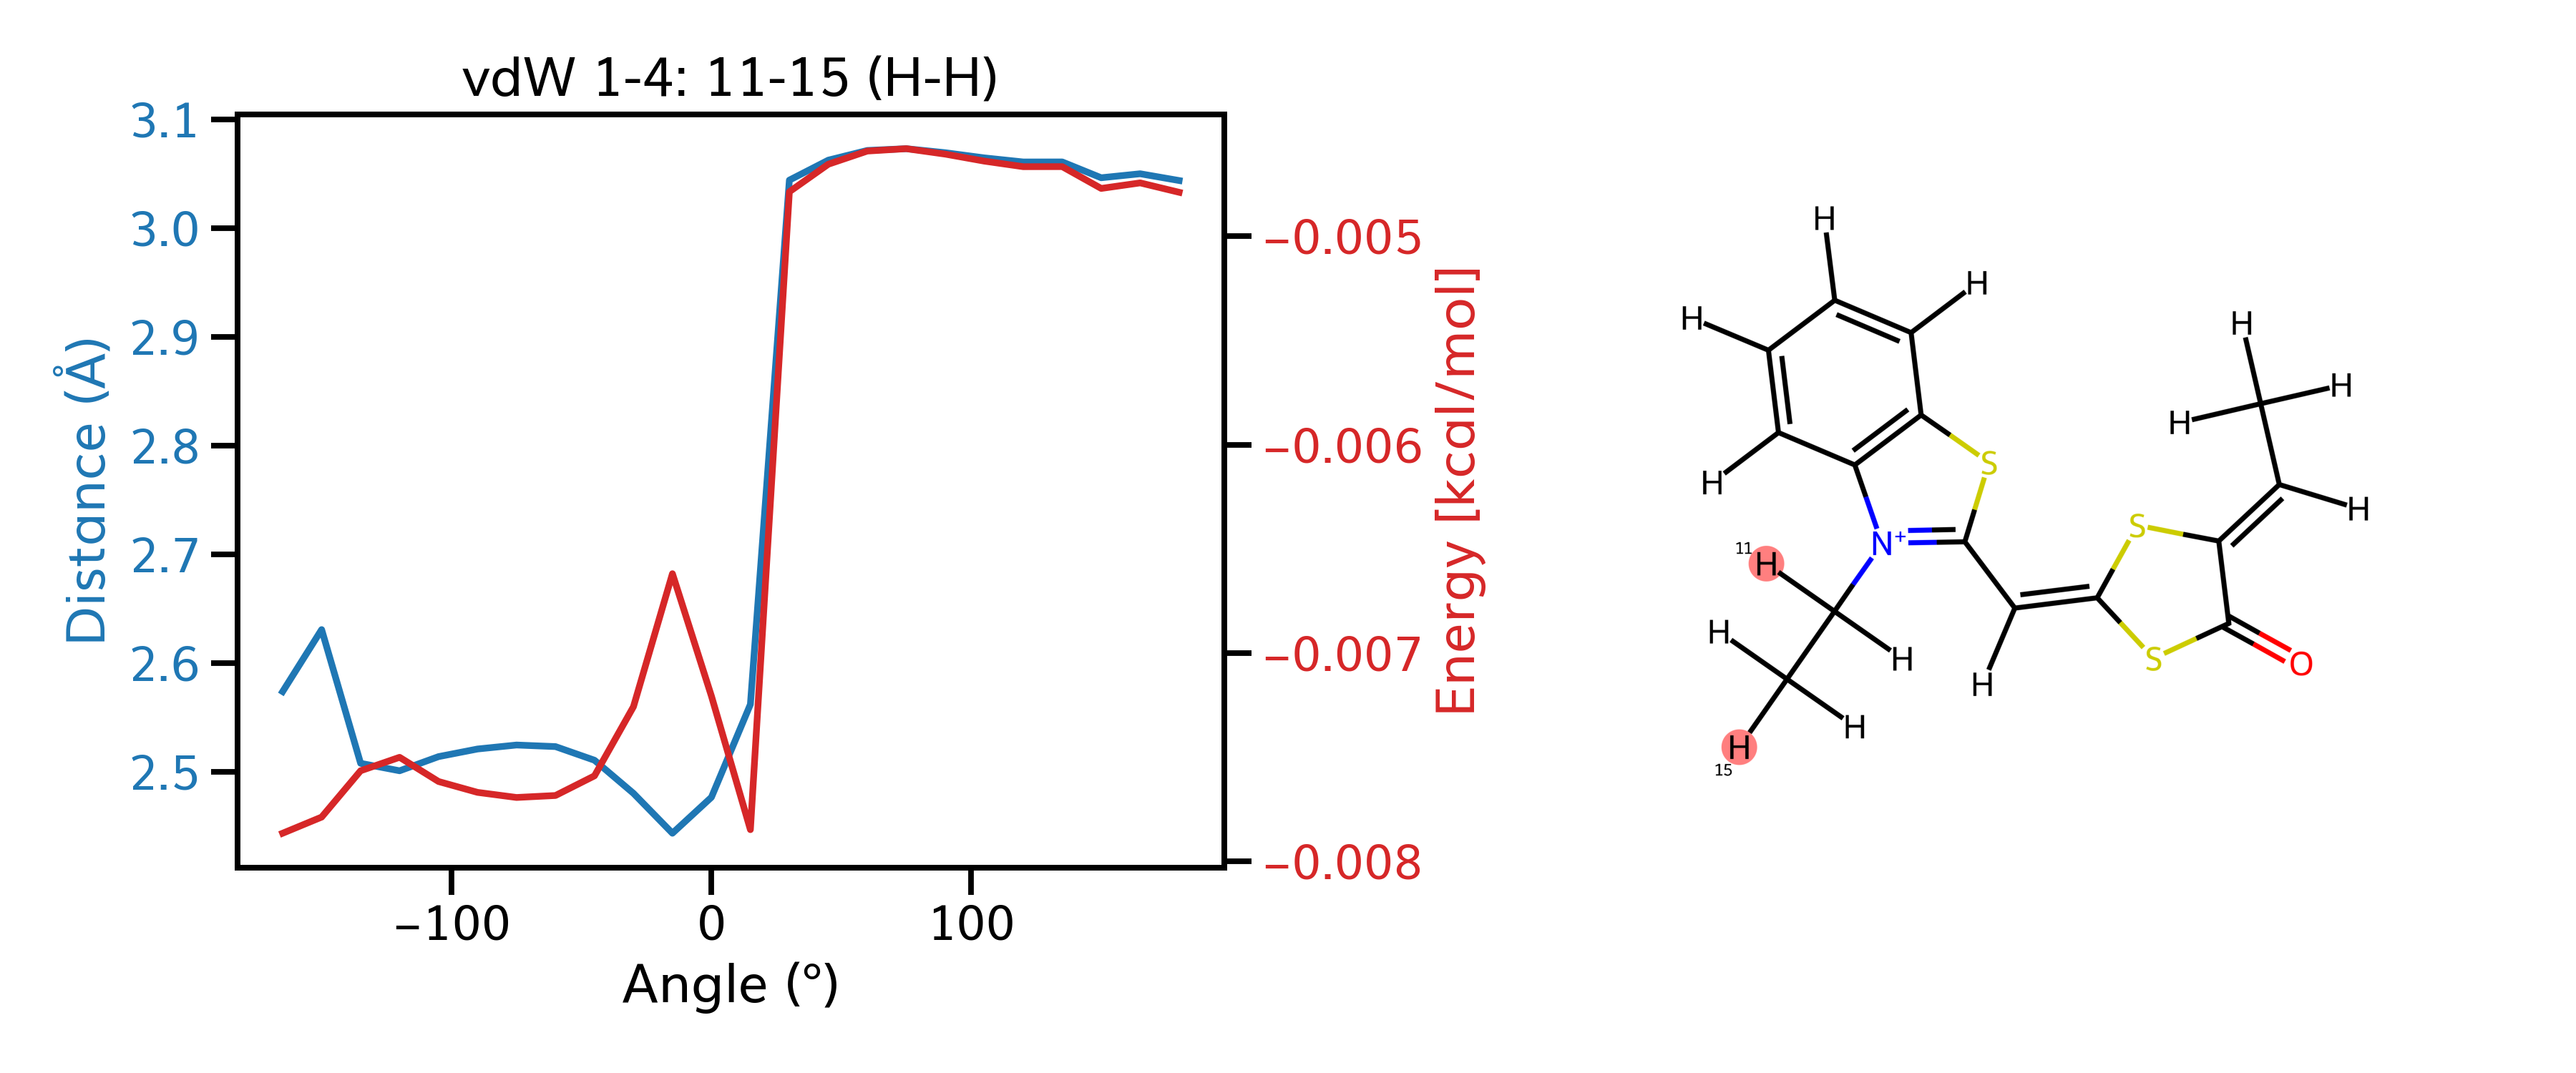 vdW 1-4: 11-15 (H-H)
3.1
3.0
2.9
2.8
2.7
2.6
2.5
Distance (Å)
−0.005
−0.006
−0.007
−0.008
Energy [kcal/mol]
−100 0 100
Angle (°)
H
H
H
H
H
H
H
S
H
H
S
N⁺
11
H
H
H
S
O
H
H
H
15